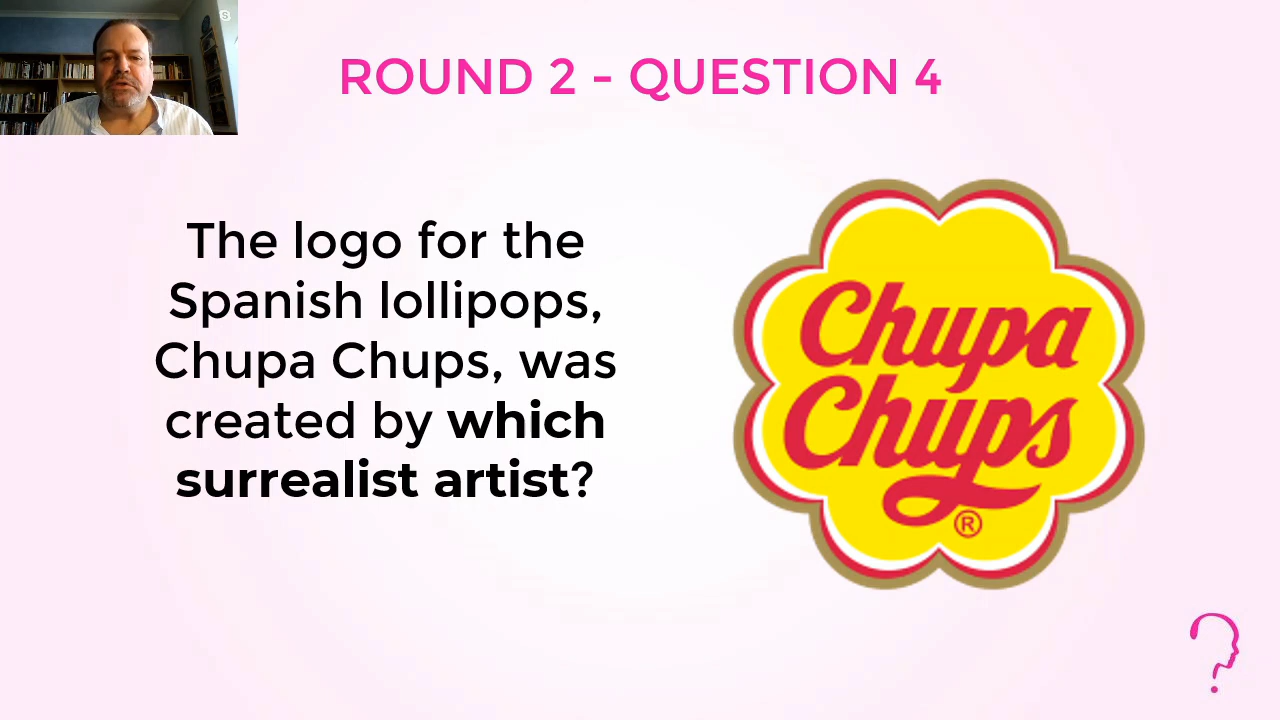 S
ROUND 2 - QUESTION 4
The logo for the
Spanish lollipops,
Chupa Chups, was
created by which
surrealist artist?
Chupa
Chups
®